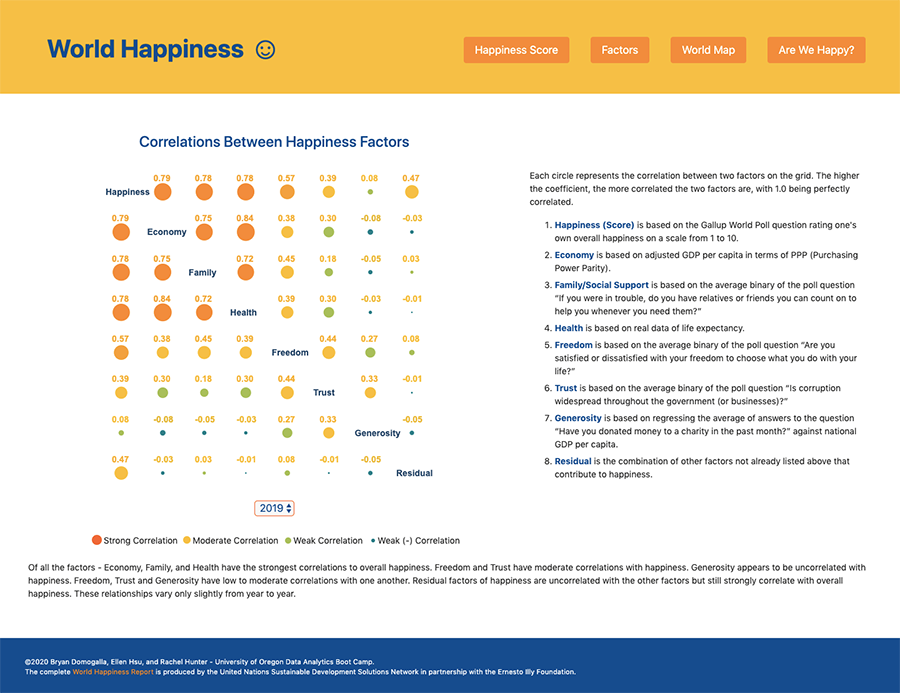 World Happiness
Happiness Score
Factors
World Map
Are We Happy?
Correlations Between Happiness Factors
0.79 0.78 0.78 0.57 0.39 0.08 0.47
Happiness
0.79 0.75 0.84 0.38 0.30 -0.08 -0.03
Economy
0.78 0.75 0.72 0.45 0.18 -0.05 0.03
Family
0.78 0.84 0.72 0.39 0.30 -0.03 -0.01
Health
0.57 0.38 0.45 0.39 0.44 0.27 0.08
Freedom
0.39 0.30 0.18 0.30 0.44 0.33 -0.01
Trust
0.08 -0.08 -0.05 -0.03 0.27 0.33 -0.05
Generosity
0.47 -0.03 0.03 -0.01 0.08 -0.01 -0.05
Residual
2019
Strong Correlation Moderate Correlation Weak Correlation Weak (-) Correlation
Each circle represents the correlation between two factors on the grid. The higher
the coefficient, the more correlated the two factors are, with 1.0 being perfectly
correlated.
1. Happiness (Score) is based on the Gallup World Poll question rating one's
own overall happiness on a scale from 1 to 10.
2. Economy is based on adjusted GDP per capita in terms of PPP (Purchasing
Power Parity).
3. Family/Social Support is based on the average binary of the poll question
“If you were in trouble, do you have relatives or friends you can count on to
help you whenever you need them?”
4. Health is based on real data of life expectancy.
5. Freedom is based on the average binary of the poll question “Are you
satisfied or dissatisfied with your freedom to choose what you do with your
life?”
6. Trust is based on the average binary of the poll question “Is corruption
widespread throughout the government (or businesses)?”
7. Generosity is based on regressing the average of answers to the question
“Have you donated money to a charity in the past month?” against national
GDP per capita.
8. Residual is the combination of other factors not already listed above that
contribute to happiness.
Of all the factors - Economy, Family, and Health have the strongest correlations to overall happiness. Freedom and Trust have moderate correlations with happiness. Generosity appears to be uncorrelated with
happiness. Freedom, Trust and Generosity have low to moderate correlations with one another. Residual factors of happiness are uncorrelated with the other factors but still strongly correlate with overall
happiness. These relationships vary only slightly from year to year.
©2020 Bryan Domogalla, Ellen Hsu, and Rachel Hunter - University of Oregon Data Analytics Boot Camp.
The complete World Happiness Report is produced by the United Nations Sustainable Development Solutions Network in partnership with the Ernesto Illy Foundation.